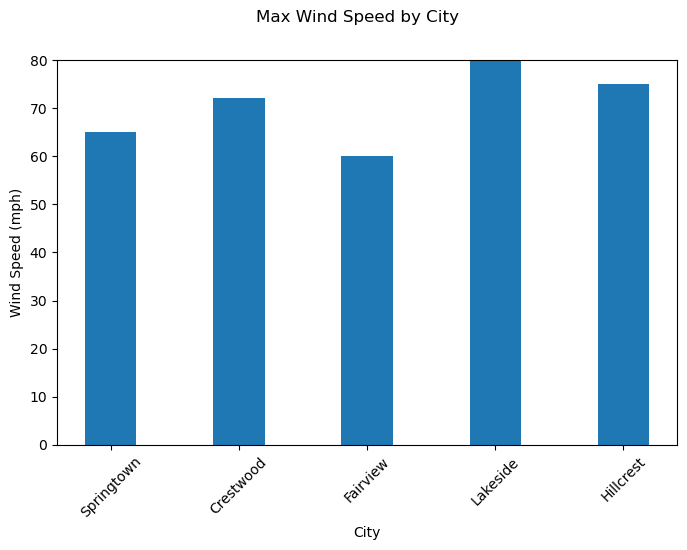 Max Wind Speed by City
80
70
60
50
40
30
20
10
0
Wind Speed (mph)
Springtown
Crestwood
Fairview
Lakeside
Hillcrest
City